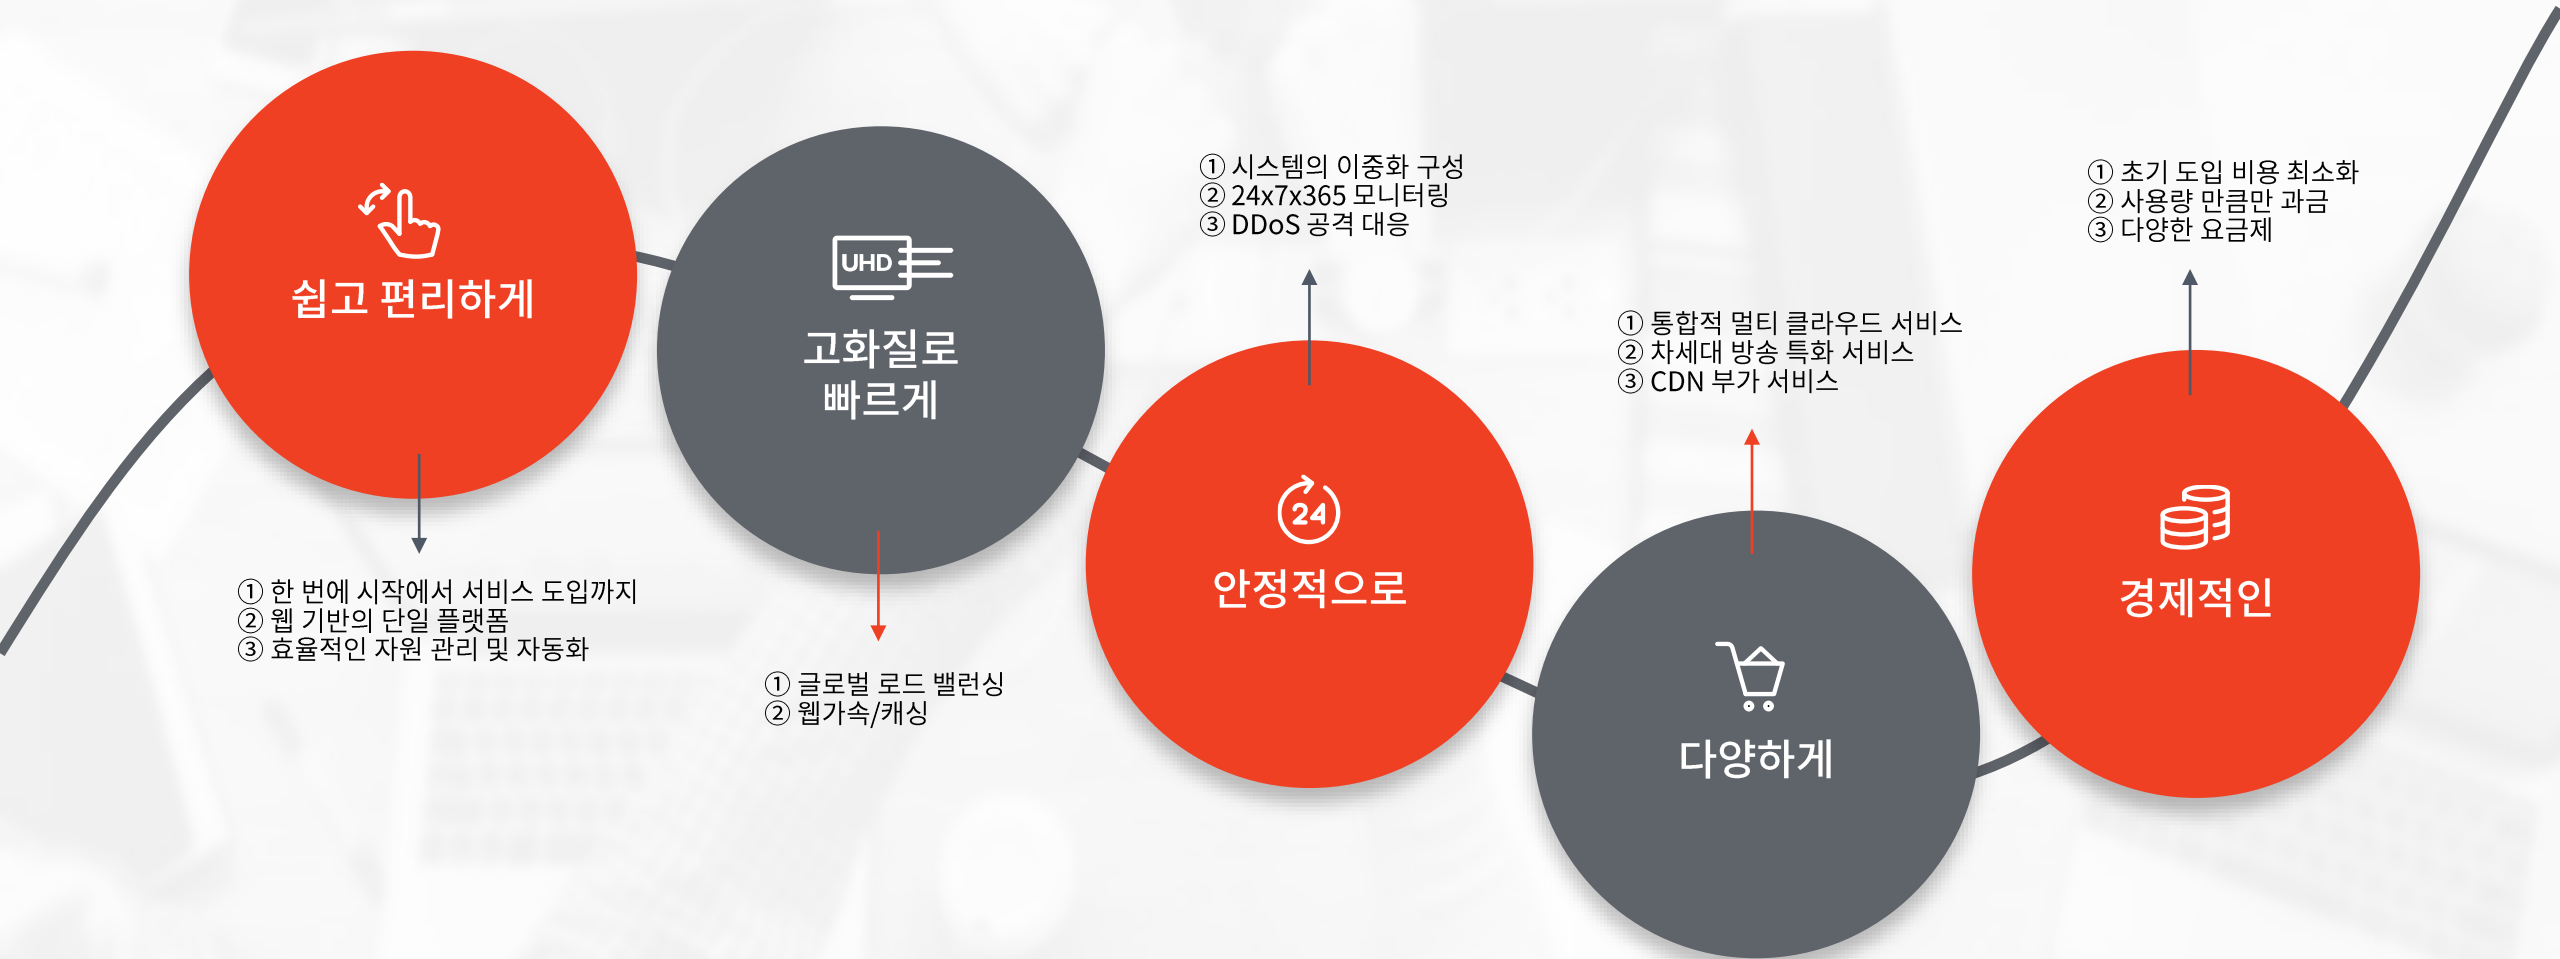 쉽고 편리하게
① 한 번에 시작에서 서비스 도입까지
② 웹 기반의 단일 플랫폼
③ 효율적인 자원 관리 및 자동화
UHD
고화질로
빠르게
① 글로벌 로드 밸런싱
② 웹가속/캐싱
① 시스템의 이중화 구성
② 24x7x365 모니터링
③ DDoS 공격 대응
24
안정적으로
① 통합적 멀티 클라우드 서비스
② 차세대 방송 특화 서비스
③ CDN 부가 서비스
다양하게
① 초기 도입 비용 최소화
② 사용량 만큼만 과금
③ 다양한 요금제
경제적인